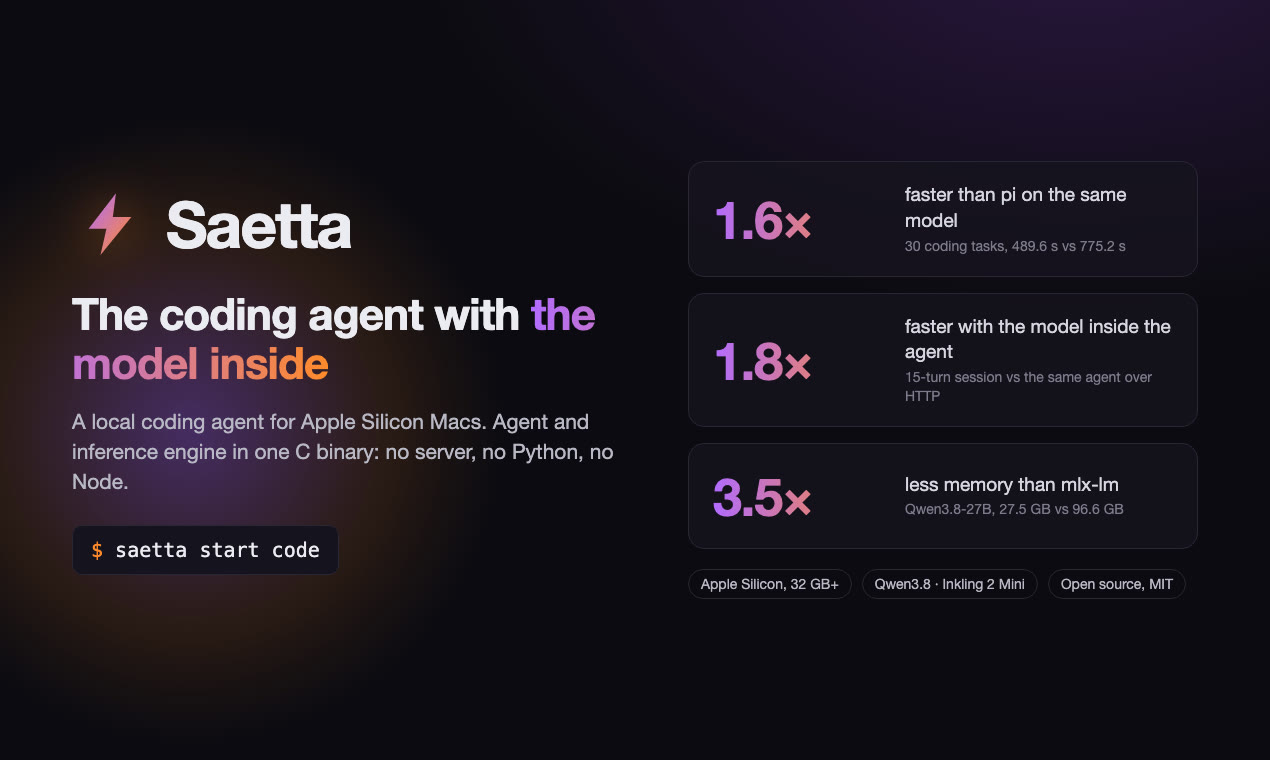 Saetta
The coding agent with the
model inside
A local coding agent for Apple Silicon Macs. Agent and
inference engine in one C binary: no server, no Python, no
Node.
$ saetta start code
1.6×
faster than pi on the same
model
30 coding tasks, 489.6 s vs 775.2 s
1.8×
faster with the model inside the
agent
15-turn session vs the same agent over
HTTP
3.5×
less memory than mlx-lm
Qwen3.8-27B, 27.5 GB vs 96.6 GB
Apple Silicon, 32 GB+
Qwen3.8 · Inkling 2 Mini
Open source, MIT